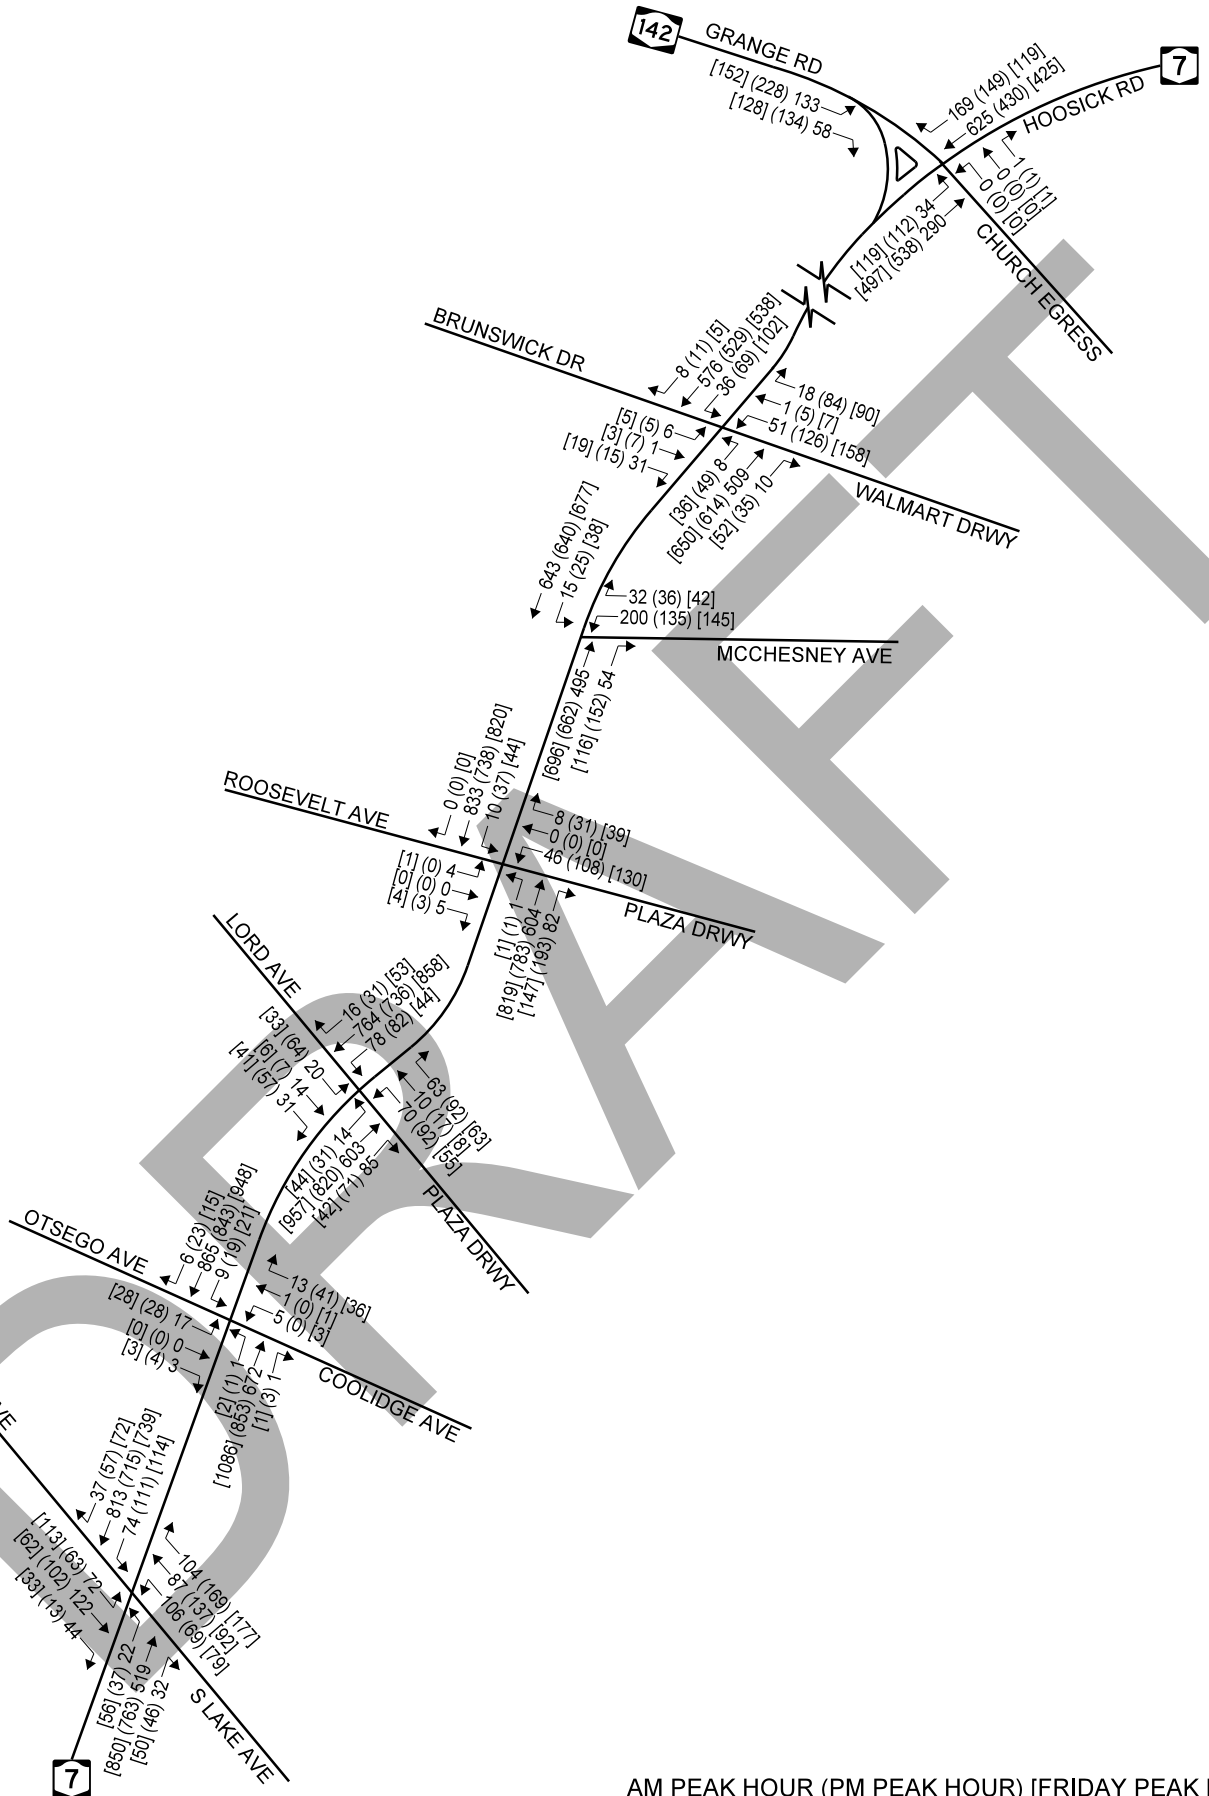 142
GRANGE RD
[152] (228) 133
[128] (134) 58
7
HOOSICK RD
169 (149) [119]
625 (430) [425]
1 (1) [1]
0 (0) [0]
0 (0) [0]
[119] (112) 34
[497] (538) 290
CHURCH EGRESS
BRUNSWICK DR
8 (11) [5]
576 (529) [538]
36 (69) [102]
18 (84) [90]
1 (5) [7]
51 (126) [158]
[5] (5) 6
[3] (7) 1
[19] (15) 31
[36] (49) 8
[650] (614) 509
[52] (35) 10
WALMART DRWY
643 (640) [677]
15 (25) [38]
32 (36) [42]
200 (135) [145]
MCCHESNEY AVE
[696] (662) 495
[116] (152) 54
ROOSEVELT AVE
0 (0) [0]
833 (738) [820]
10 (37) [44]
8 (31) [39]
0 (0) [0]
46 (108) [130]
[1] (0) 4
[0] (0) 0
[4] (3) 5
[1] (1) 1
[819] (783) 604
[147] (193) 82
PLAZA DRWY
LORD AVE
16 (31) [53]
764 (736) [858]
78 (82) [44]
[33] (64) 20
[6] (7) 14
[41] (57) 31
63 (92) [63]
10 (17) [8]
70 (92) [55]
[44] (31) 14
[957] (820) 603
[42] (71) 85
PLAZA DRWY
OTSEGO AVE
6 (23) [15]
865 (843) [948]
9 (19) [21]
13 (41) [36]
1 (0) [1]
5 (0) [3]
[28] (28) 17
[0] (0) 0
[3] (4) 3
[2] (1) 1
[1086] (853) 672
[1] (3) 1
COOLIDGE AVE
VE
37 (57) [72]
813 (715) [739]
74 (111) [114]
[113] (63) 72
[62] (102) 122
[33] (13) 44
104 (169) [177]
87 (137) [92]
106 (69) [79]
[56] (37) 22
[850] (763) 519
[50] (46) 32
S LAKE AVE
7
AM PEAK HOUR (PM PEAK HOUR) [FRIDAY PEAK
DRAFT